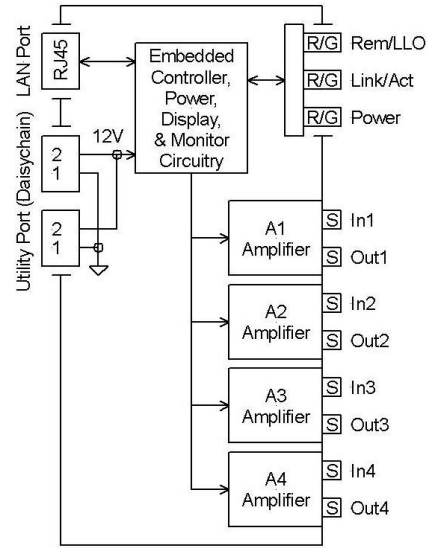 LAN Port
RJ45
Embedded
Controller,
Power,
Display,
& Monitor
Circuitry
R/G Rem/LLO
R/G Link/Act
R/G Power
Utility Port (Daisychain)
12V
2
1
2
1
A1
Amplifier
S In1
S Out1
A2
Amplifier
S In2
S Out2
A3
Amplifier
S In3
S Out3
A4
Amplifier
S In4
S Out4